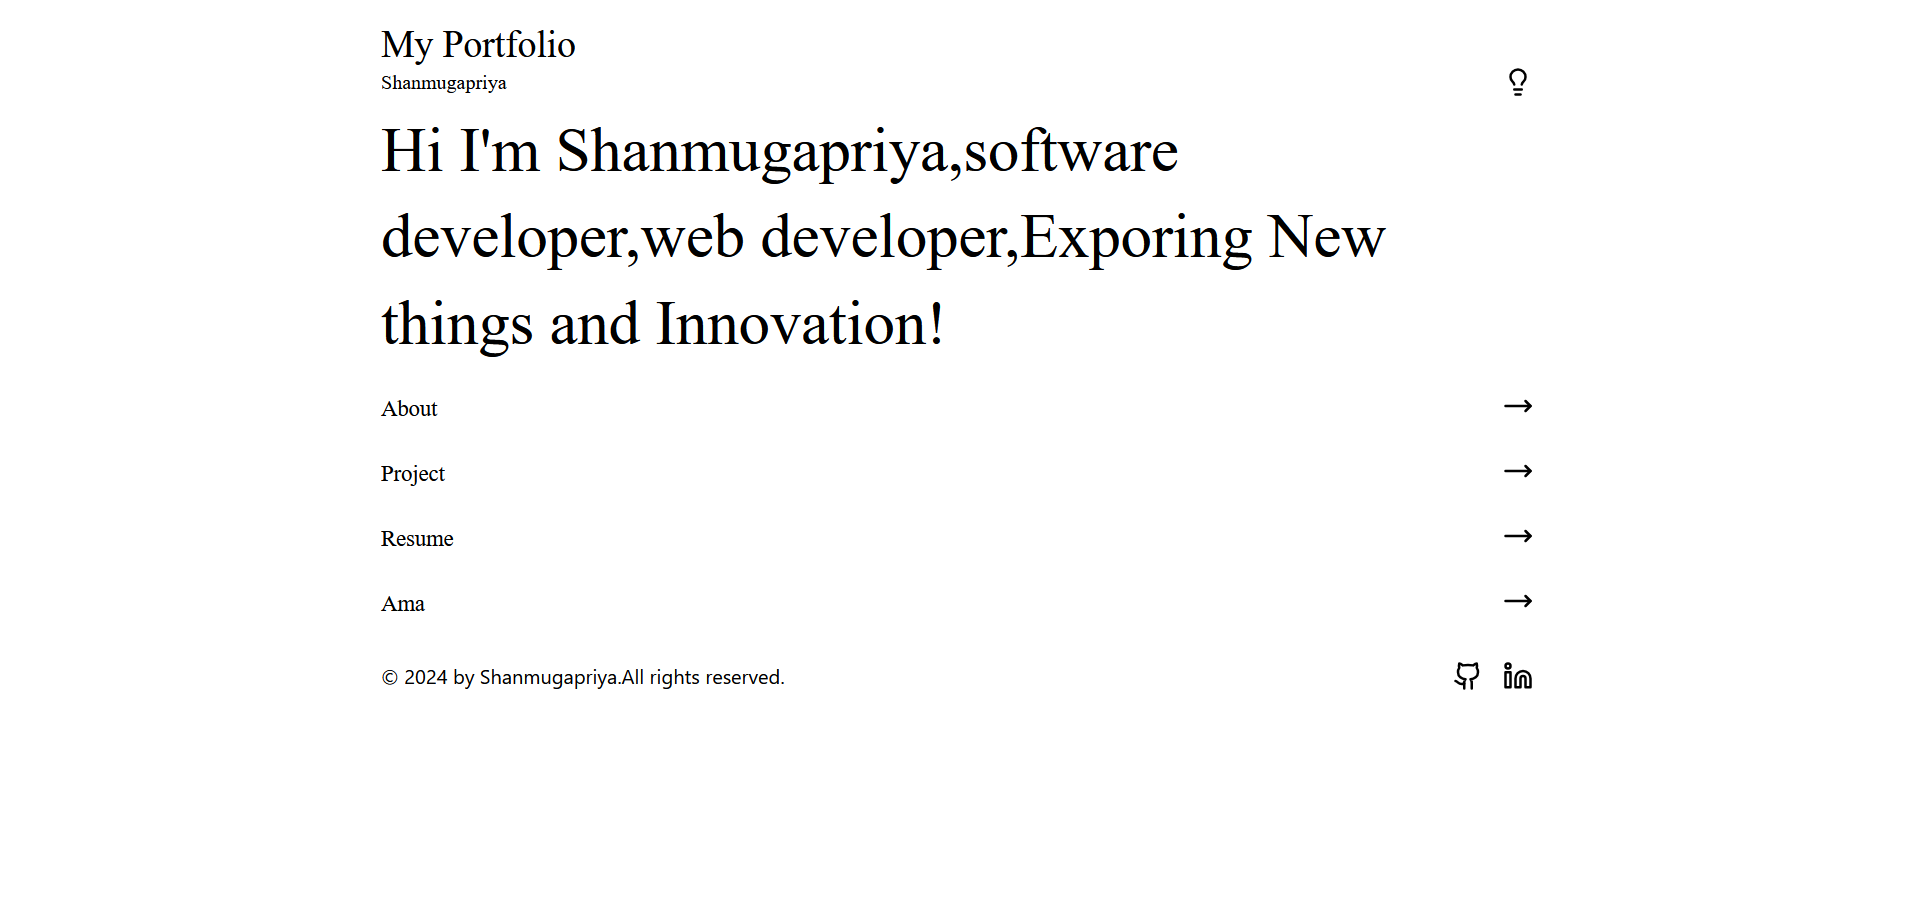 My Portfolio
Shanmugapriya
Hi I'm Shanmugapriya,software
developer,web developer,Exporing New
things and Innovation!
About
Project
Resume
Ama
© 2024 by Shanmugapriya.All rights reserved.